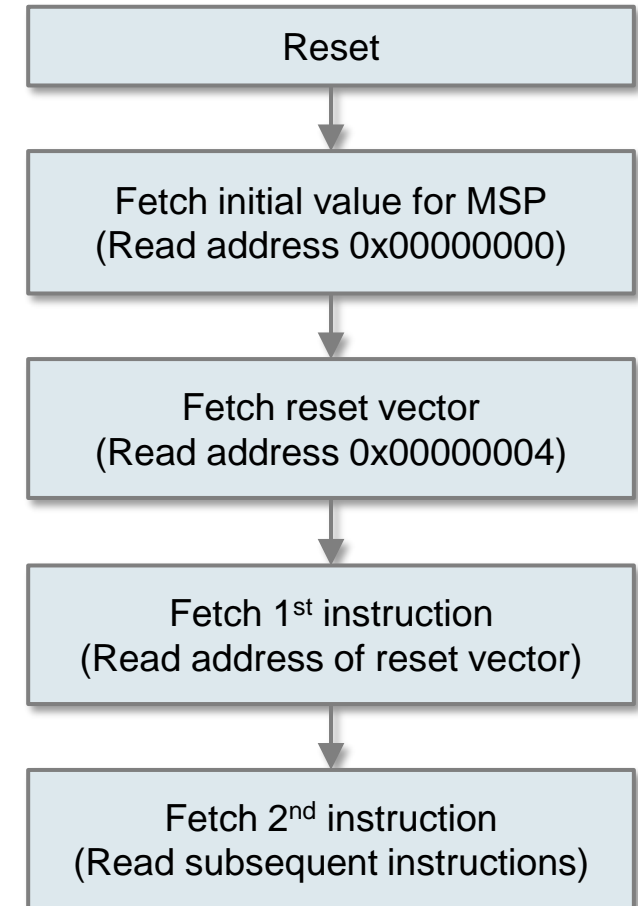 Reset
Fetch initial value for MSP
(Read address 0x00000000)
Fetch reset vector
(Read address 0x00000004)
Fetch 1st instruction
(Read address of reset vector)
Fetch 2nd instruction
(Read subsequent instructions)